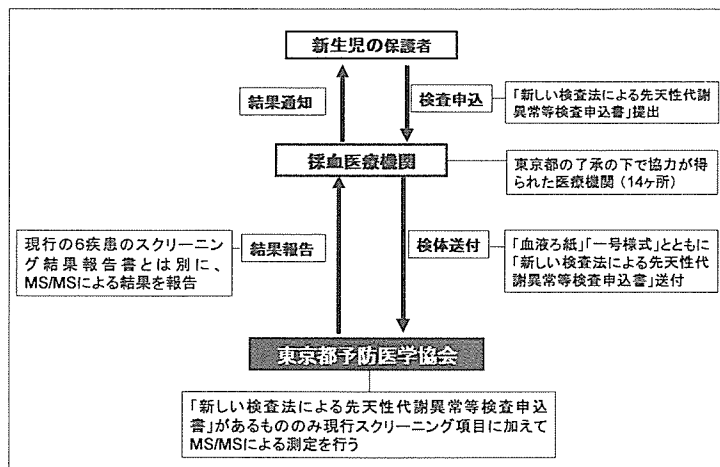 新生児の保護者
結果通知
検査申込
「新しい検査法による先天性代謝
異常等検査申込書」提出
採血医療機関
東京都の了承の下で協力が得
られた医療機関（14ヶ所）
現行の6疾患のスクリーニン
グ結果報告書とは別に、
MS/MSによる結果を報告
結果報告
検体送付
「血液ろ紙」「一号様式」とともに
「新しい検査法による先天性代
謝異常等検査申込書」送付
東京都予防医学協会
「新しい検査法による先天性代謝異常等検査申込
書」があるもののみ現行スクリーニング項目に加えて
MS/MSによる測定を行う